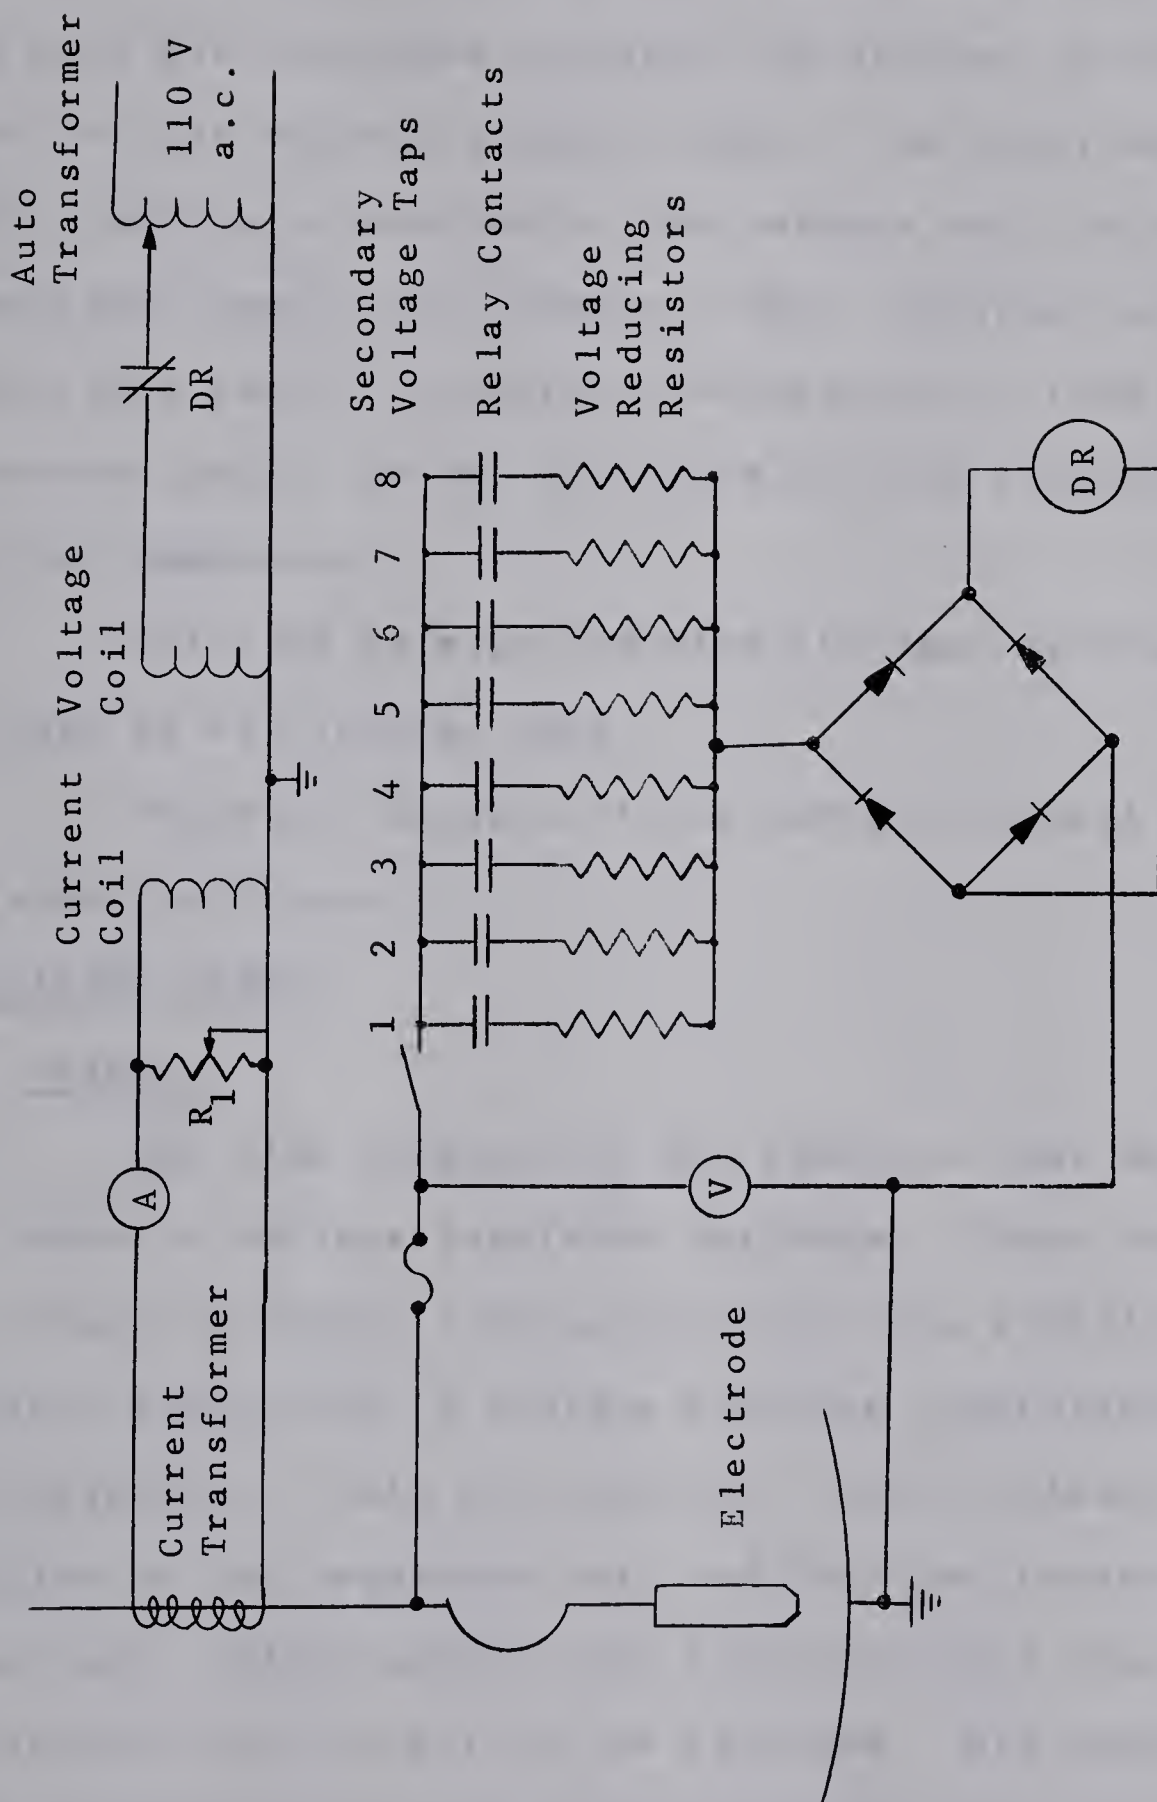 Auto
Transformer
110 V
a.c.
DR
Voltage
Coil
Current
Coil
R1
A
Current
Transformer
Secondary
Voltage Taps
Relay Contacts
Voltage
Reducing
Resistors
1 2 3 4 5 6 7 8
V
DR
Electrode